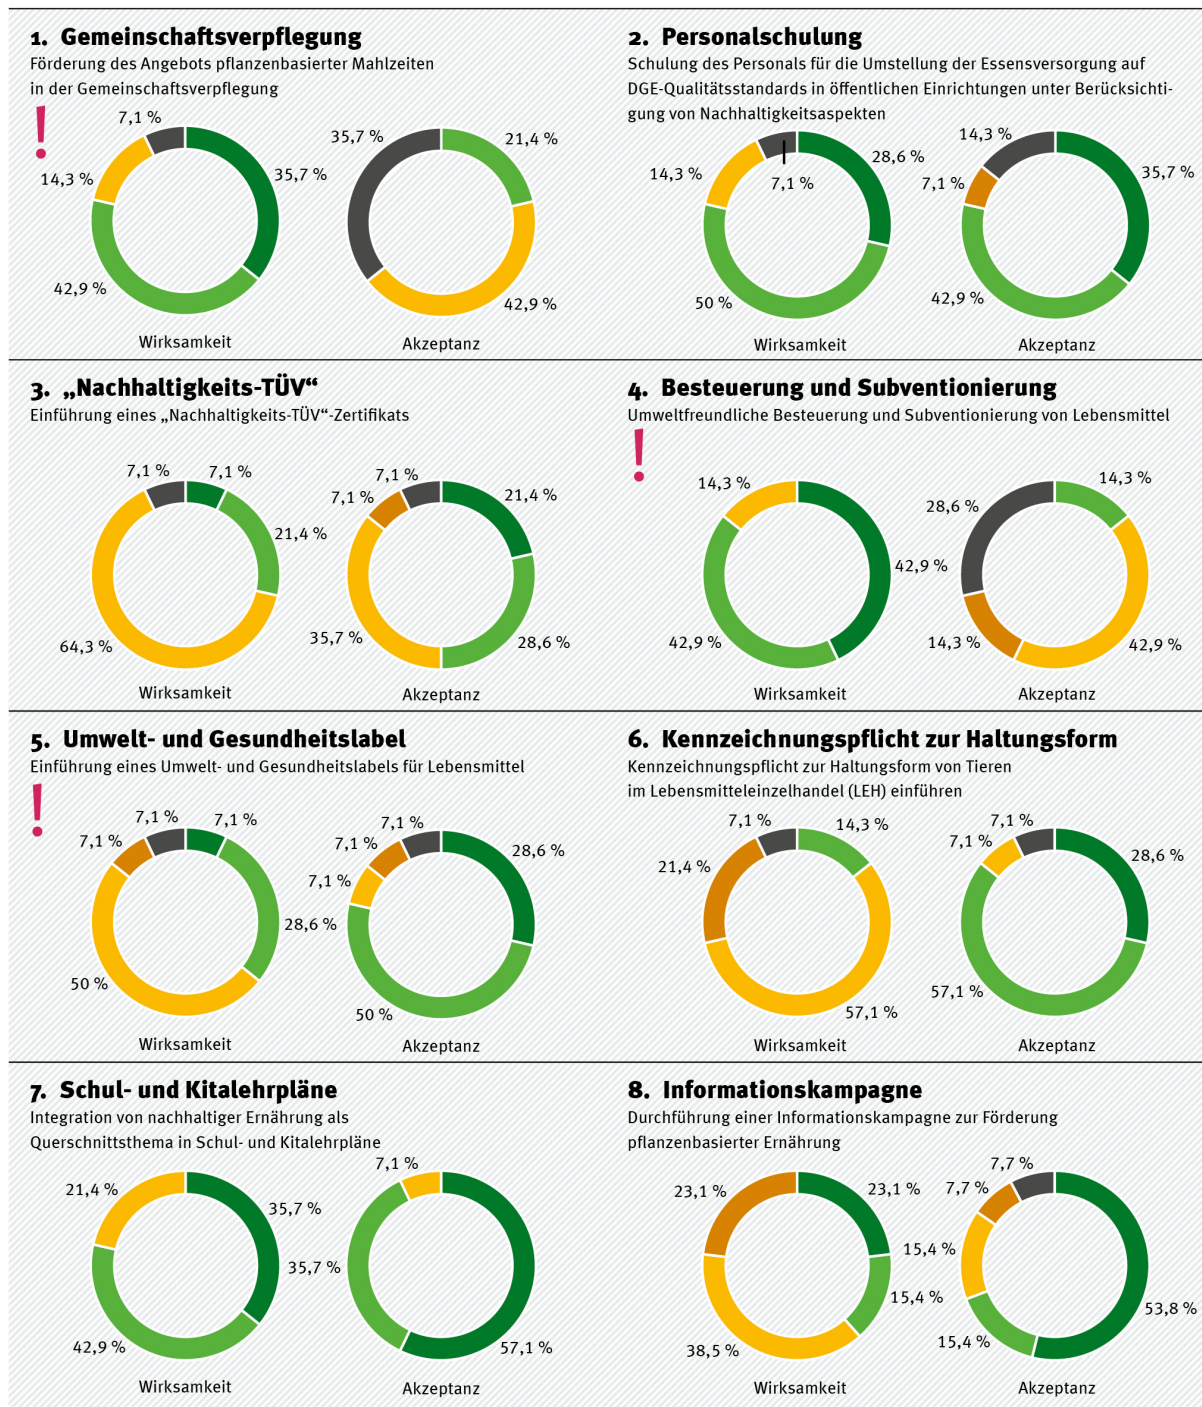 1. Gemeinschaftsverpflegung
Förderung des Angebots pflanzenbasierter Mahlzeiten
in der Gemeinschaftsverpflegung
!
7,1 %
14,3 %
35,7 %
42,9 %
Wirksamkeit
35,7 %
21,4 %
42,9 %
Akzeptanz
2. Personalschulung
Schulung des Personals für die Umstellung der Essensversorgung auf
DGE-Qualitätsstandards in öffentlichen Einrichtungen unter Berücksichti-
gung von Nachhaltigkeitsaspekten
14,3 %
7,1 %
28,6 %
50 %
Wirksamkeit
14,3 %
7,1 %
35,7 %
42,9 %
Akzeptanz
3. „Nachhaltigkeits-TÜV“
Einführung eines „Nachhaltigkeits-TÜV“-Zertifikats
7,1 %
7,1 %
21,4 %
64,3 %
Wirksamkeit
7,1 %
7,1 %
21,4 %
35,7 %
28,6 %
Akzeptanz
4. Besteuerung und Subventionierung
Umweltfreundliche Besteuerung und Subventionierung von Lebensmittel
!
14,3 %
42,9 %
42,9 %
Wirksamkeit
14,3 %
28,6 %
14,3 %
42,9 %
Akzeptanz
5. Umwelt- und Gesundheitslabel
Einführung eines Umwelt- und Gesundheitslabels für Lebensmittel
!
7,1 %
7,1 %
7,1 %
28,6 %
50 %
Wirksamkeit
7,1 %
7,1 %
7,1 %
28,6 %
50 %
Akzeptanz
6. Kennzeichnungspflicht zur Haltungsform
Kennzeichnungspflicht zur Haltungsform von Tieren
im Lebensmitteleinzelhandel (LEH) einführen
7,1 %
14,3 %
21,4 %
57,1 %
Wirksamkeit
7,1 %
7,1 %
28,6 %
57,1 %
Akzeptanz
7. Schul- und Kitalehrpläne
Integration von nachhaltiger Ernährung als
Querschnittsthema in Schul- und Kitalehrpläne
21,4 %
35,7 %
42,9 %
Wirksamkeit
7,1 %
35,7 %
57,1 %
Akzeptanz
8. Informationskampagne
Durchführung einer Informationskampagne zur Förderung
pflanzenbasierter Ernährung
23,1 %
23,1 %
15,4 %
38,5 %
Wirksamkeit
7,7 %
7,7 %
15,4 %
15,4 %
53,8 %
Akzeptanz